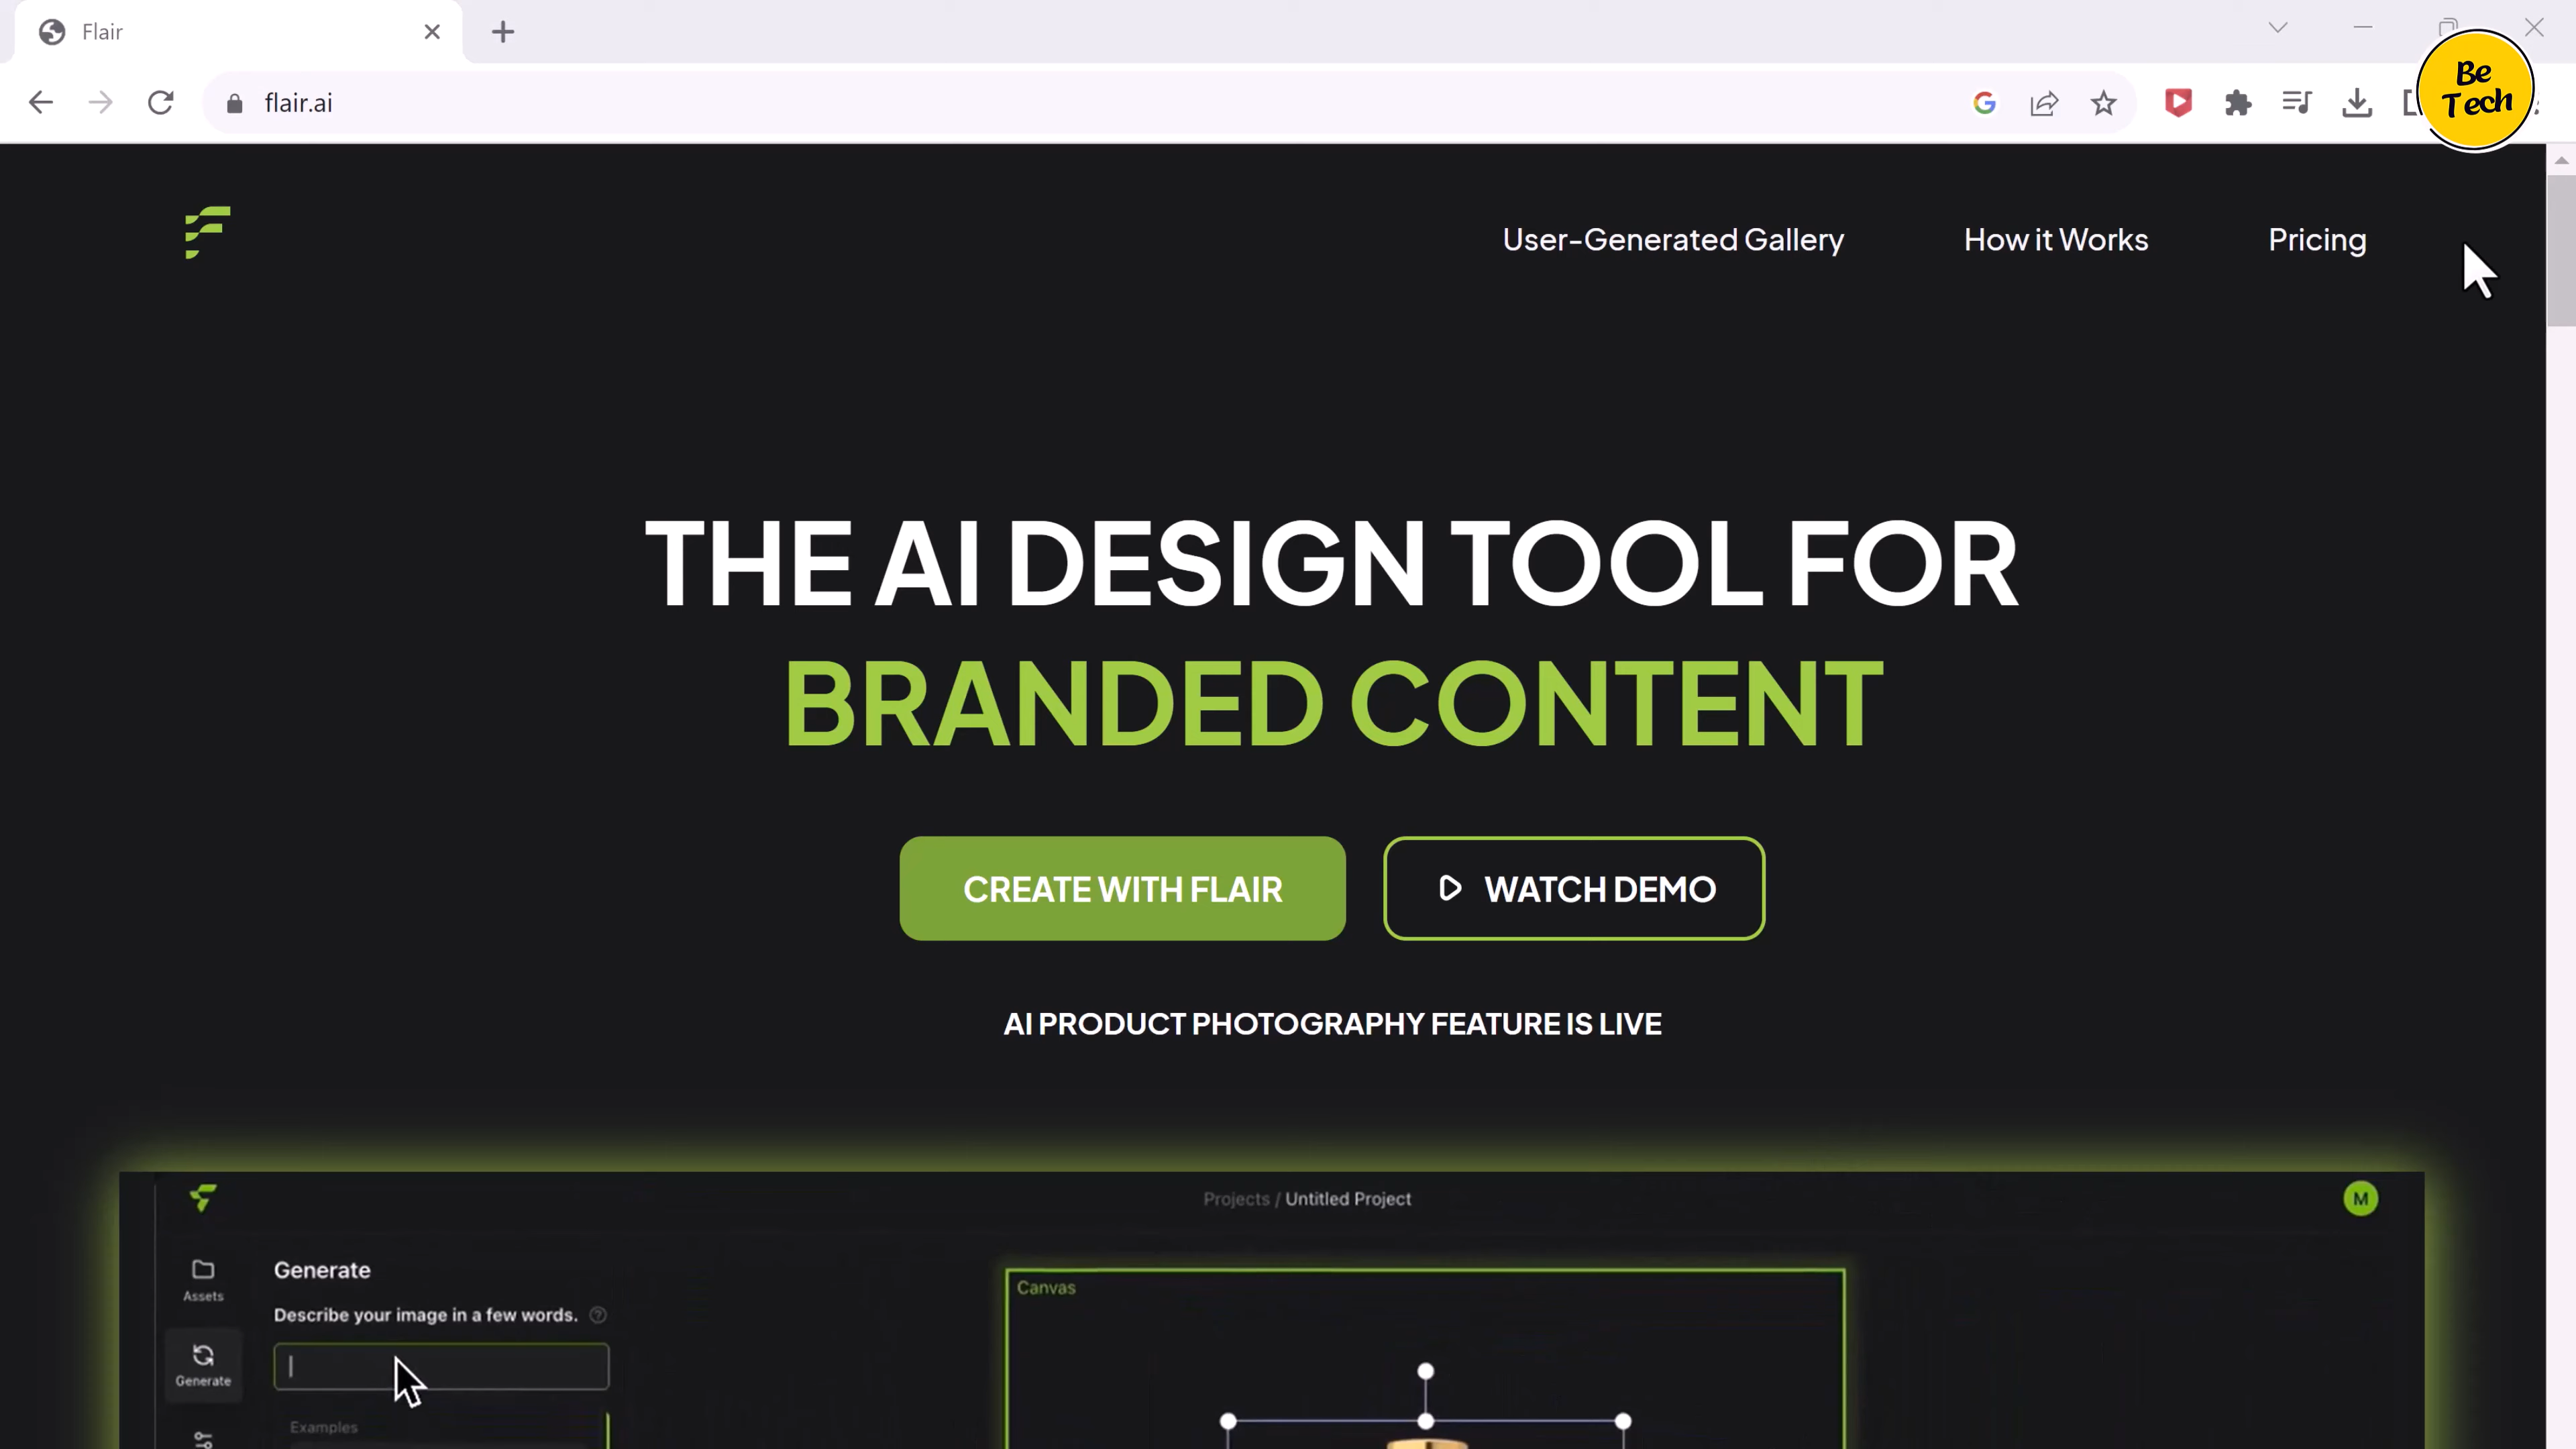 Flair
flair.ai
Be
Tech
User-Generated Gallery
How it Works
Pricing
THE AI DESIGN TOOL FOR
BRANDED CONTENT
CREATE WITH FLAIR
WATCH DEMO
AI PRODUCT PHOTOGRAPHY FEATURE IS LIVE
Projects / Untitled Project
M
Assets
Generate
Describe your image in a few words. ?
Generate
Examples
Canvas